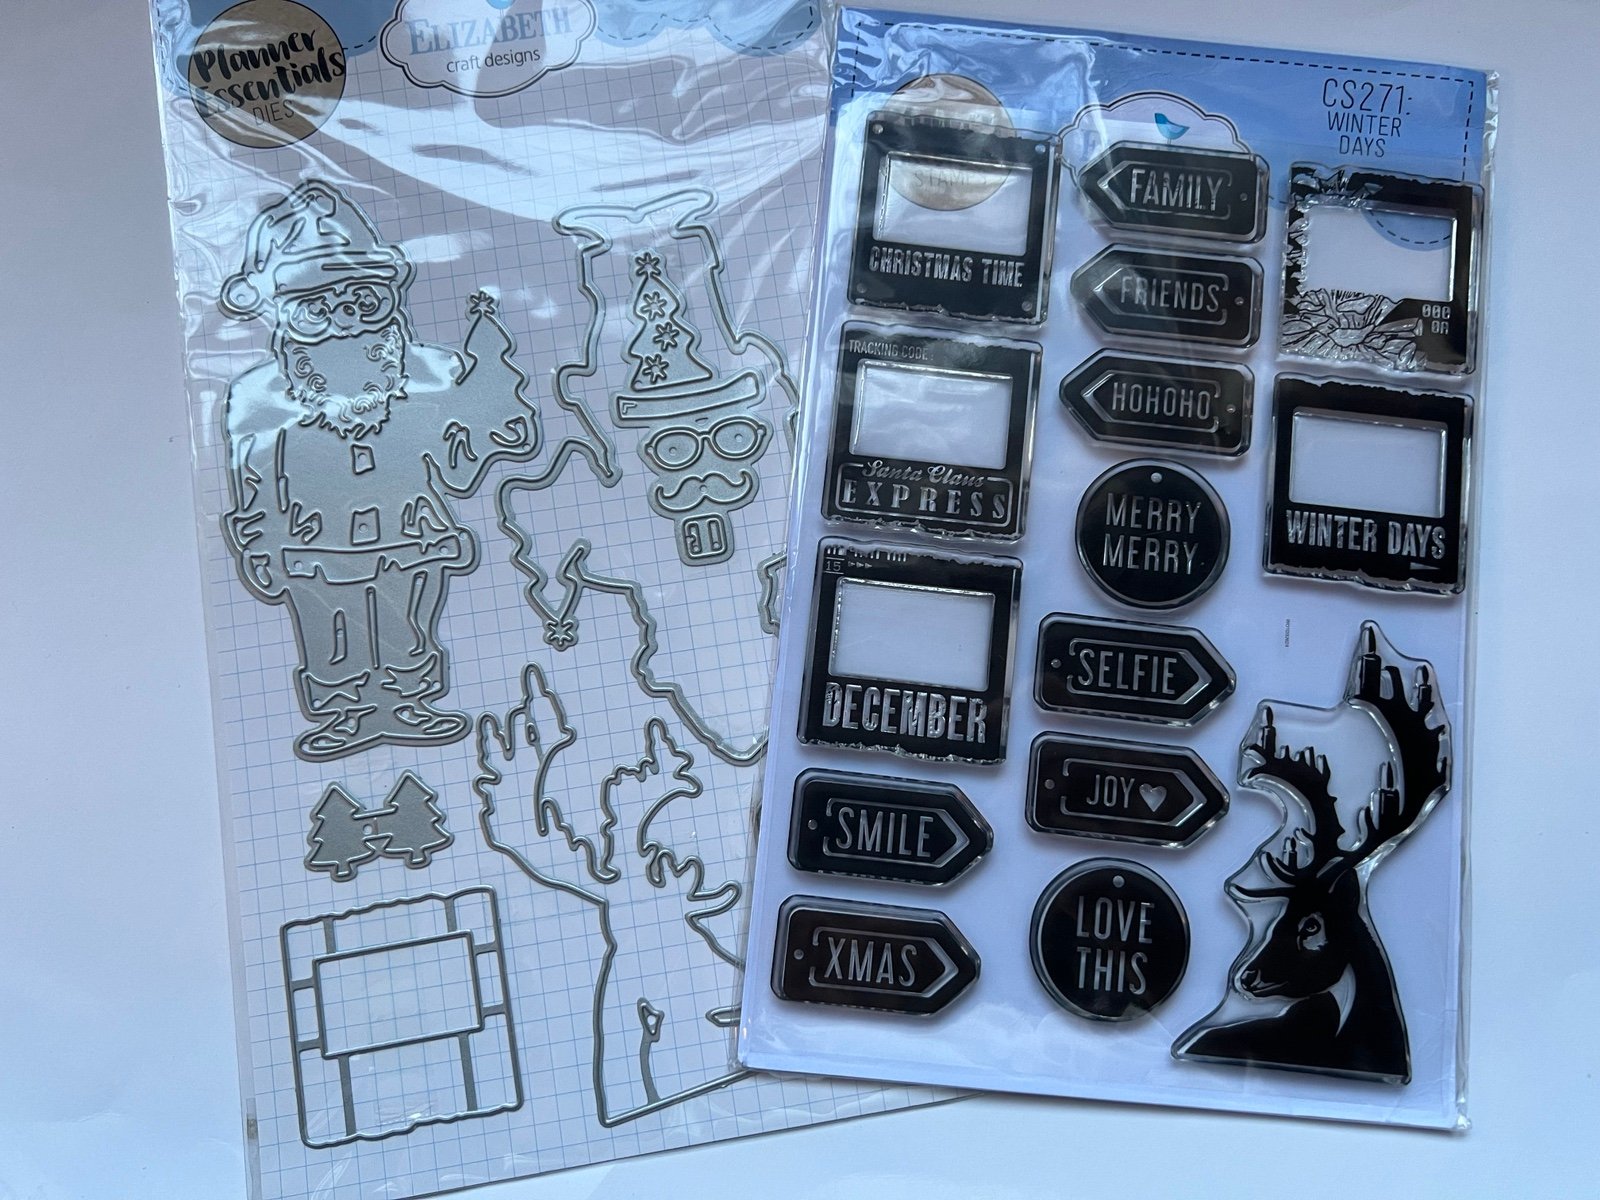 Planner
Essentials
DIES
ELIZABETH
craft designs
CS271:
WINTER
DAYS
STAMPS
CHRISTMAS TIME
FAMILY
FRIENDS
TRACKING CODE:
Santa Claus
EXPRESS
HOHOHO
MERRY
MERRY
WINTER DAYS
15
DECEMBER
SELFIE
SMILE
JOY
XMAS
LOVE
THIS